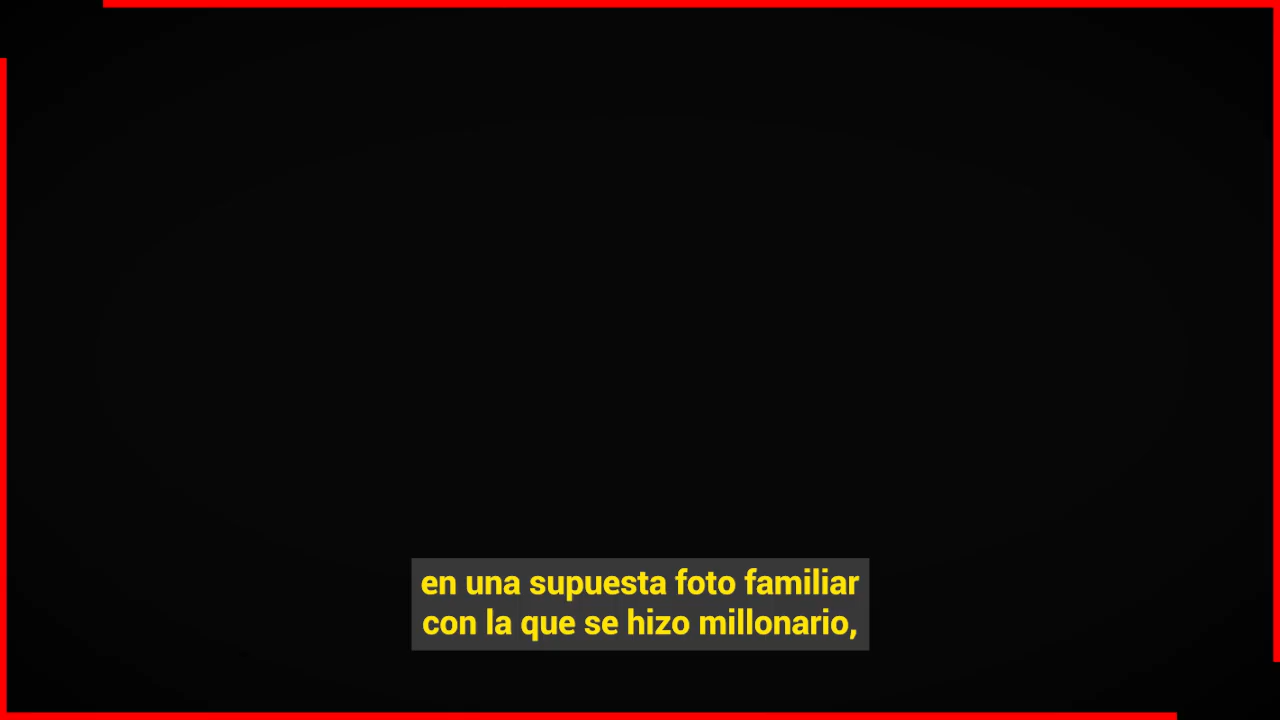 en una supuesta foto familiar
con la que se hizo millonario,